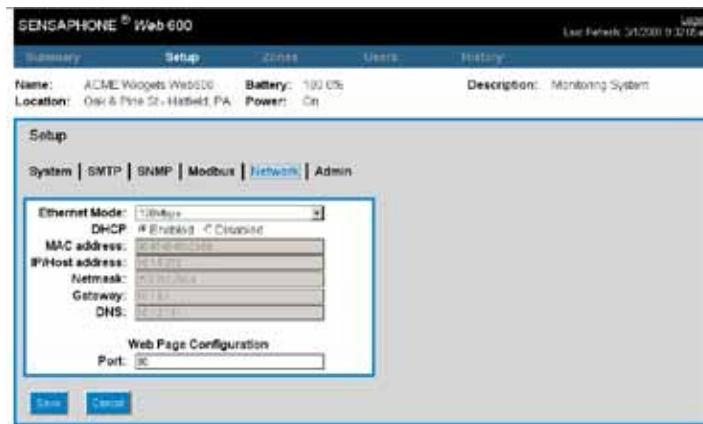 SENSAPHONE ® Web 600
Last Refresh:
Summary Setup Zones Users History
Name: ACME Widgets Web600 Battery: 100.0% Description: Monitoring System
Location: Oak & Pine St - Hatfield, PA Power: On
Setup
System | SMTP | SNMP | Modbus | Network | Admin
Ethernet Mode:
DHCP Enabled Disabled
MAC address:
IP/Host address:
Netmask:
Gateway:
DNS:
Web Page Configuration
Port: 80
Save Cancel